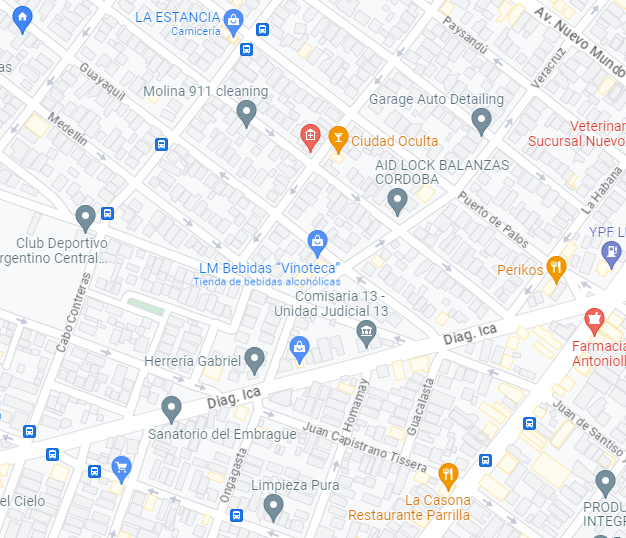 LA ESTANCIA
Carnicería
Paysandú
Av. Nuevo Mundo
as
Guayaquil
Veracruz
Molina 911 cleaning
Garage Auto Detailing
Medellín
Ciudad Oculta
Veterinar
Sucursal Nuevo
AID LOCK BALANZAS
CORDOBA
La Habana
Puerto de Palos
Club Deportivo
rgentino Central...
YPF LU
LM Bebidas “Vinoteca”
Tienda de bebidas alcohólicas
Perikos
Comisaria 13 -
Unidad Judicial 13
Cabo Contreras
Diag. Ica
Farmacia
Antonioll
Herrería Gabriel
Diag. Ica
Homamay
Guacalasta
Juan de Santiso y
Sanatorio del Embrague
Juan Capistrano Tissera
Ongagasta
Limpieza Pura
el Cielo
La Casona
Restaurante Parrilla
PRODU
INTEGR